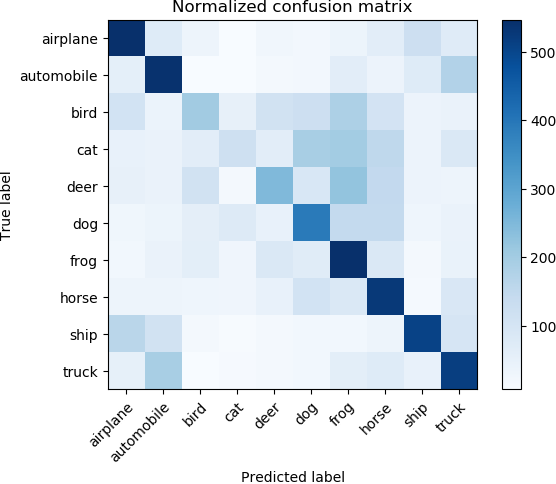 Normalized confusion matrix
True label
airplane
automobile
bird
cat
deer
dog
frog
horse
ship
truck
airplane
automobile
bird
cat
deer
dog
frog
horse
ship
truck
Predicted label
500
400
300
200
100